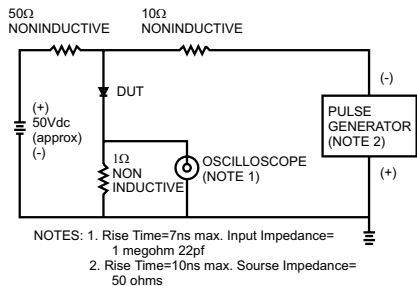 50Ω
NONINDUCTIVE
10Ω
NONINDUCTIVE
(+)
50Vdc
(approx)
(-)
DUT
1Ω
NON
INDUCTIVE
OSCILLOSCOPE
(NOTE 1)
(-)
PULSE
GENERATOR
(NOTE 2)
(+)
NOTES: 1. Rise Time=7ns max. Input Impedance=
1 megohm 22pf
2. Rise Time=10ns max. Sourse Impedance=
50 ohms